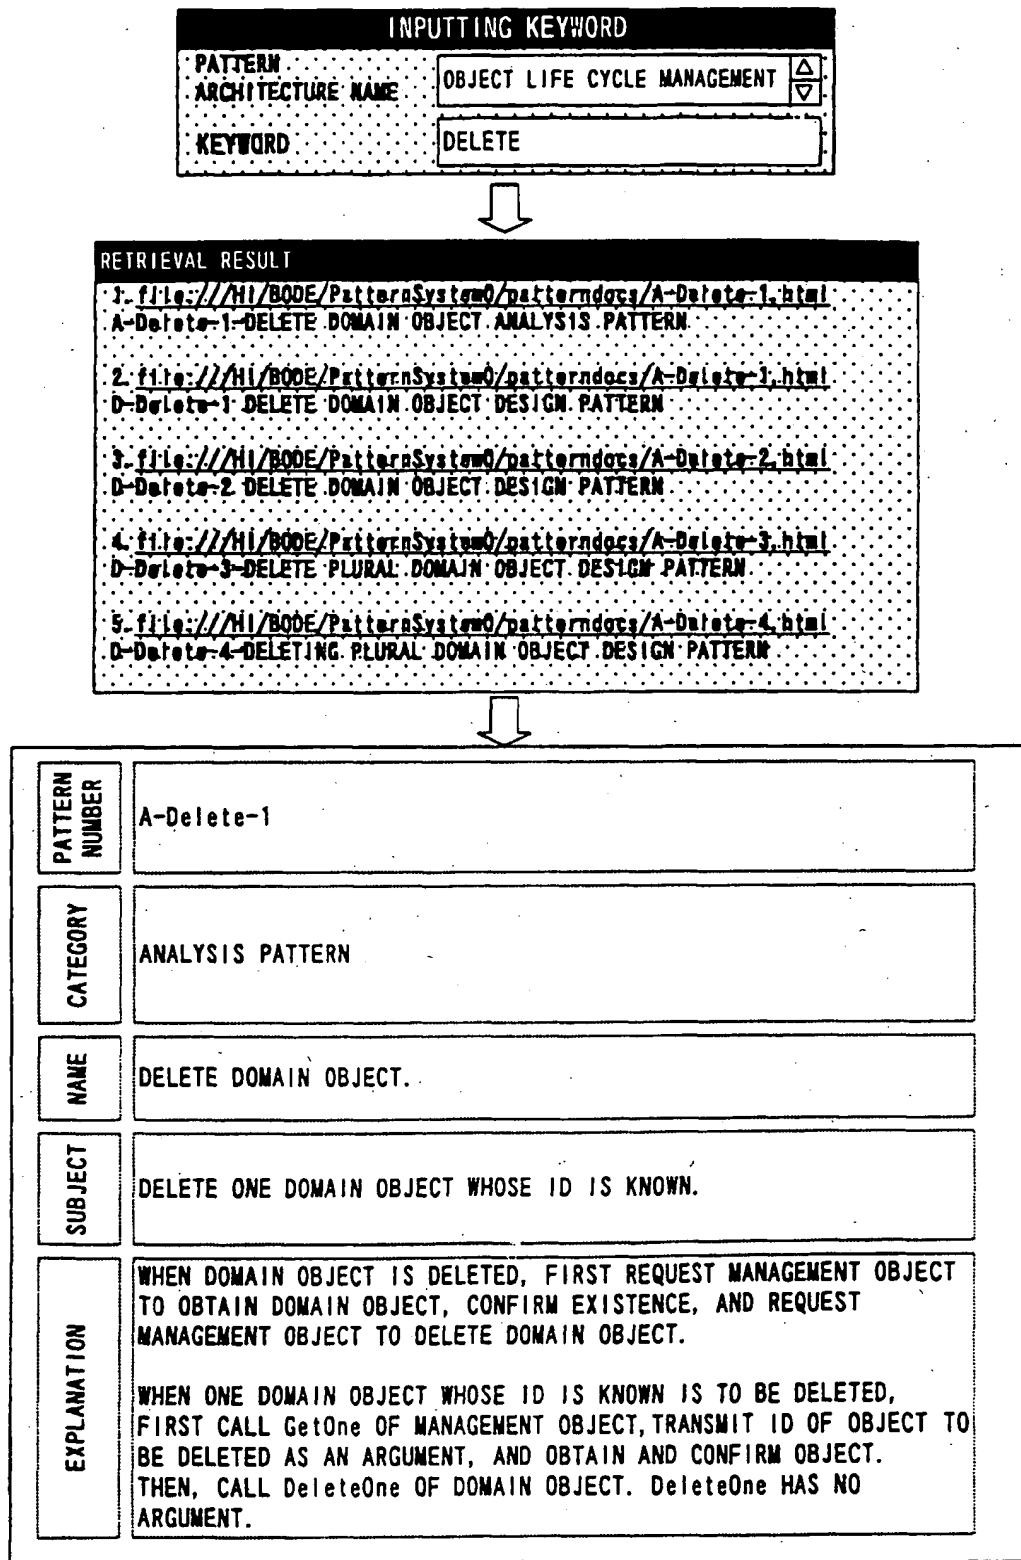 INPUTTING KEYWORD
PATTERN
ARCHITECTURE NAME
OBJECT LIFE CYCLE MANAGEMENT
KEYWORD
DELETE
RETRIEVAL RESULT
1. file:///H|/BODE/PatternSystem0/patterndocs/A-Delete-1.html
A-Delete-1-DELETE DOMAIN OBJECT ANALYSIS PATTERN
2. file:///H|/BODE/PatternSystem0/patterndocs/A-Delete-1.html
D-Delete-1 DELETE DOMAIN OBJECT DESIGN PATTERN
3. file:///H|/BODE/PatternSystem0/patterndocs/A-Delete-2.html
D-Delete-2 DELETE DOMAIN OBJECT DESIGN PATTERN
4. file:///H|/BODE/PatternSystem0/patterndocs/A-Delete-3.html
D-Delete-3-DELETE PLURAL DOMAIN OBJECT DESIGN PATTERN
5. file:///H|/BODE/PatternSystem0/patterndocs/A-Delete-4.html
D-Delete-4-DELETING PLURAL DOMAIN OBJECT DESIGN PATTERN
PATTERN
NUMBER
A-Delete-1
CATEGORY
ANALYSIS PATTERN
NAME
DELETE DOMAIN OBJECT.
SUBJECT
DELETE ONE DOMAIN OBJECT WHOSE ID IS KNOWN.
EXPLANATION
WHEN DOMAIN OBJECT IS DELETED, FIRST REQUEST MANAGEMENT OBJECT
TO OBTAIN DOMAIN OBJECT, CONFIRM EXISTENCE, AND REQUEST
MANAGEMENT OBJECT TO DELETE DOMAIN OBJECT.
WHEN ONE DOMAIN OBJECT WHOSE ID IS KNOWN IS TO BE DELETED,
FIRST CALL GetOne OF MANAGEMENT OBJECT, TRANSMIT ID OF OBJECT TO
BE DELETED AS AN ARGUMENT, AND OBTAIN AND CONFIRM OBJECT.
THEN, CALL DeleteOne OF DOMAIN OBJECT. DeleteOne HAS NO
ARGUMENT.